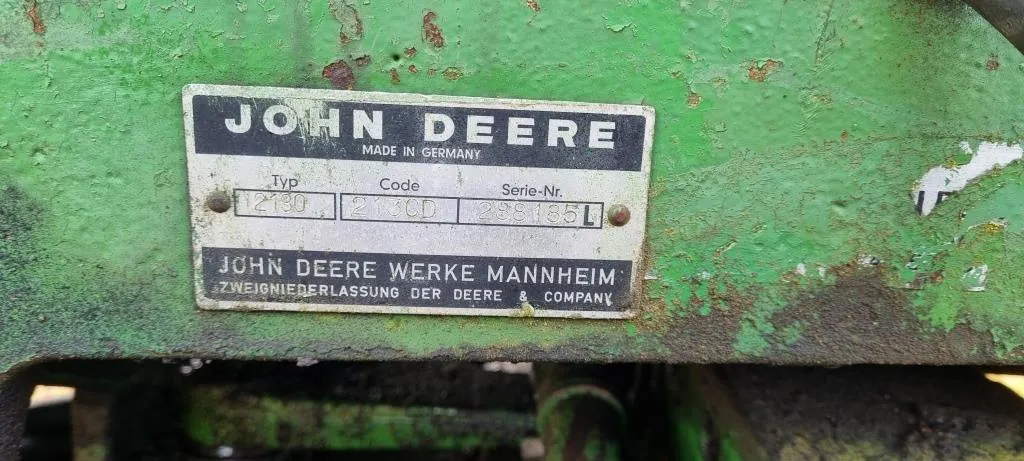 JOHN DEERE
MADE IN GERMANY
Typ Code Serie-Nr.
2130 2130D 288185L
JOHN DEERE WERKE MANNHEIM
ZWEIGNIEDERLASSUNG DER DEERE & COMPANY